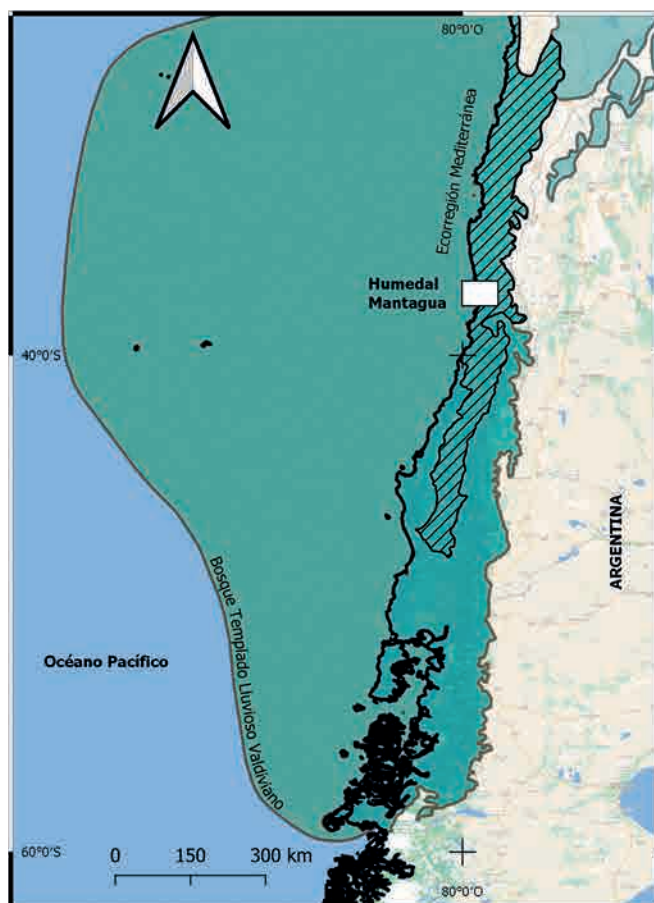 80°0'O
Ecorregión Mediterránea
Humedal
Mantagua
40°0'S
ARGENTINA
Bosque Templado Lluvioso Valdiviano
Océano Pacífico
60°0'S
0 150 300 km
80°0'O